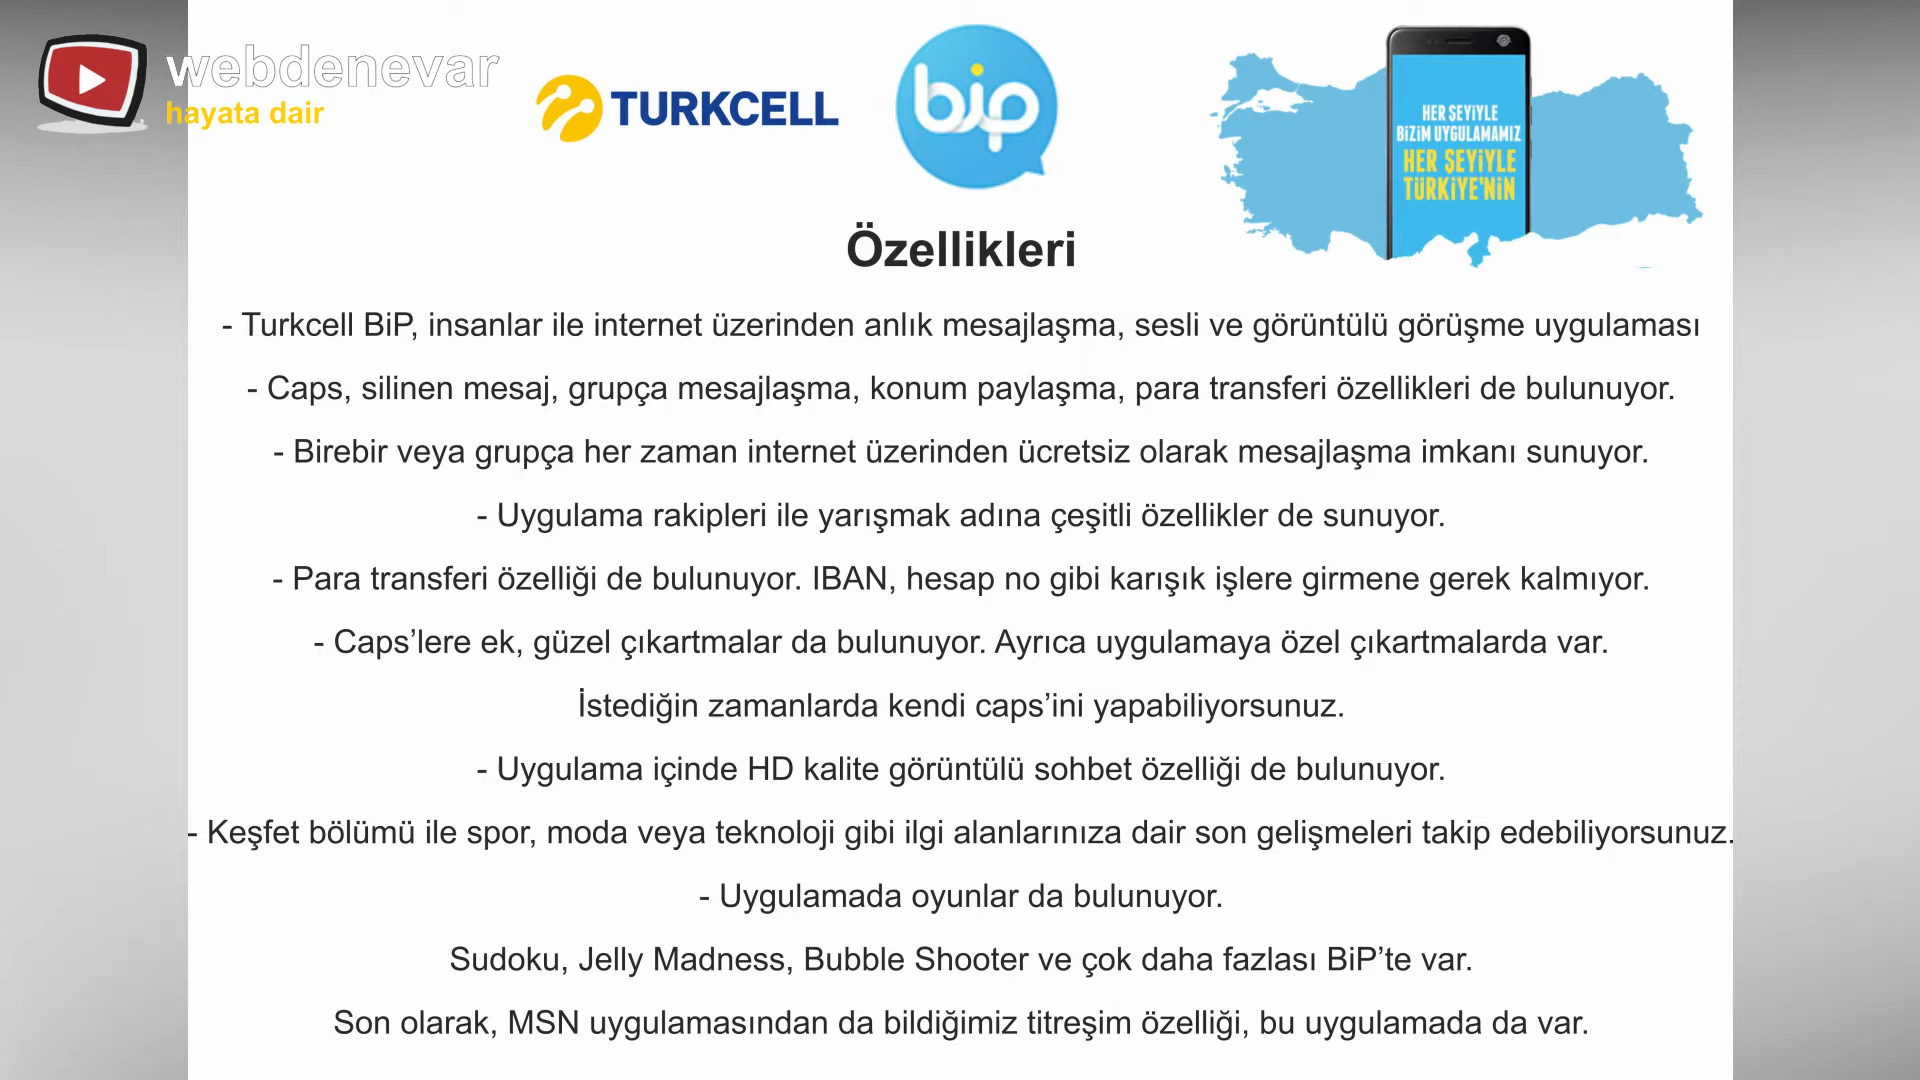 webdenevar
hayata dair
TURKCELL
bip
HER ŞEYİYLE
BİZİM UYGULAMAMIZ
HER ŞEYİYLE
TÜRKİYE'NİN
Özellikleri
- Turkcell BiP, insanlar ile internet üzerinden anlık mesajlaşma, sesli ve görüntülü görüşme uygulaması
- Caps, silinen mesaj, grupça mesajlaşma, konum paylaşma, para transferi özellikleri de bulunuyor.
- Birebir veya grupça her zaman internet üzerinden ücretsiz olarak mesajlaşma imkanı sunuyor.
- Uygulama rakipleri ile yarışmak adına çeşitli özellikler de sunuyor.
- Para transferi özelliği de bulunuyor. IBAN, hesap no gibi karışık işlere girmene gerek kalmıyor.
- Caps’lere ek, güzel çıkartmalar da bulunuyor. Ayrıca uygulamaya özel çıkartmalarda var.
İstediğin zamanlarda kendi caps’ini yapabiliyorsunuz.
- Uygulama içinde HD kalite görüntülü sohbet özelliği de bulunuyor.
- Keşfet bölümü ile spor, moda veya teknoloji gibi ilgi alanlarınıza dair son gelişmeleri takip edebiliyorsunuz.
- Uygulamada oyunlar da bulunuyor.
Sudoku, Jelly Madness, Bubble Shooter ve çok daha fazlası BiP’te var.
Son olarak, MSN uygulamasından da bildiğimiz titreşim özelliği, bu uygulamada da var.